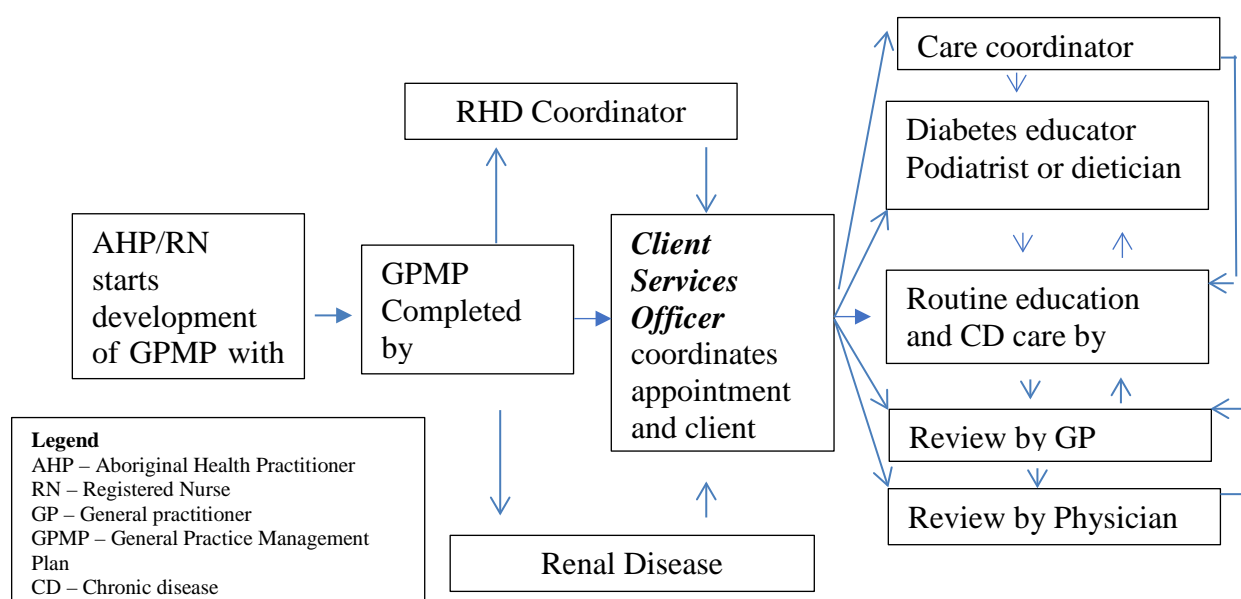 AHP/RN
starts
development
of GPMP with
GPMP
Completed
by
RHD Coordinator
Renal Disease
Client
Services
Officer
coordinates
appointment
and client
Care coordinator
Diabetes educator
Podiatrist or dietician
Routine education
and CD care by
Review by GP
Review by Physician
Legend
AHP – Aboriginal Health Practitioner
RN – Registered Nurse
GP – General practitioner
GPMP – General Practice Management
Plan
CD – Chronic disease